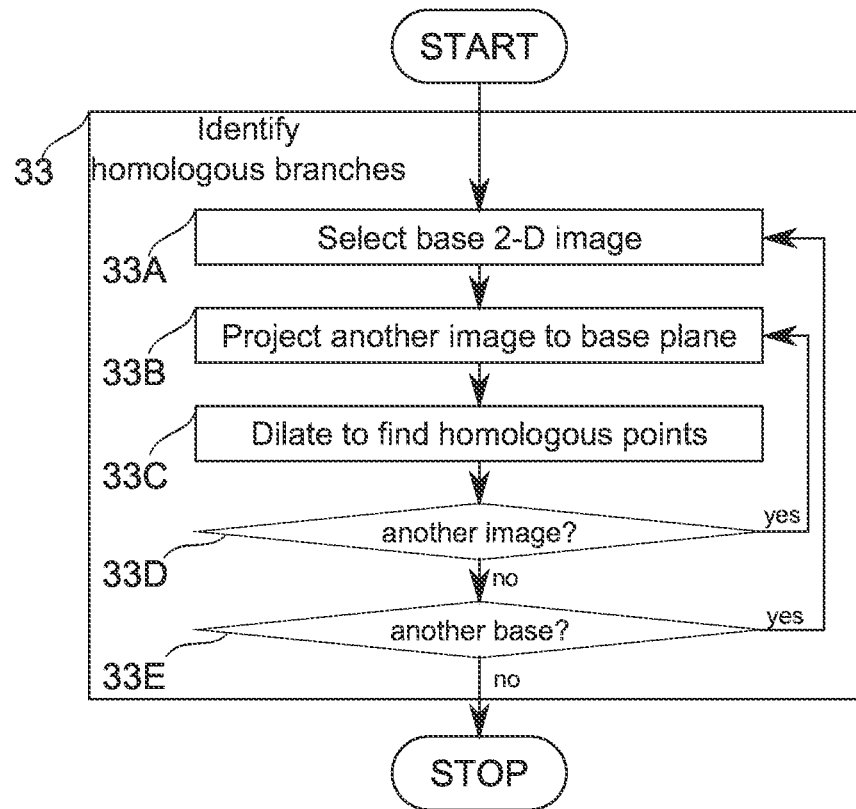 START
Identify
33 homologous branches
Select base 2-D image
33A
Project another image to base plane
33B
Dilate to find homologous points
33C
another image? yes
33D
no
another base? yes
33E
no
STOP